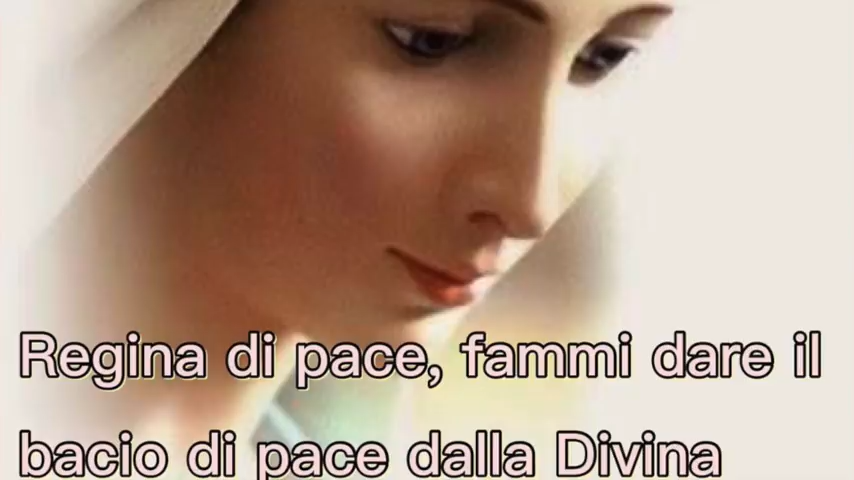 Regina di pace, fammi dare il
bacio di pace dalla Divina